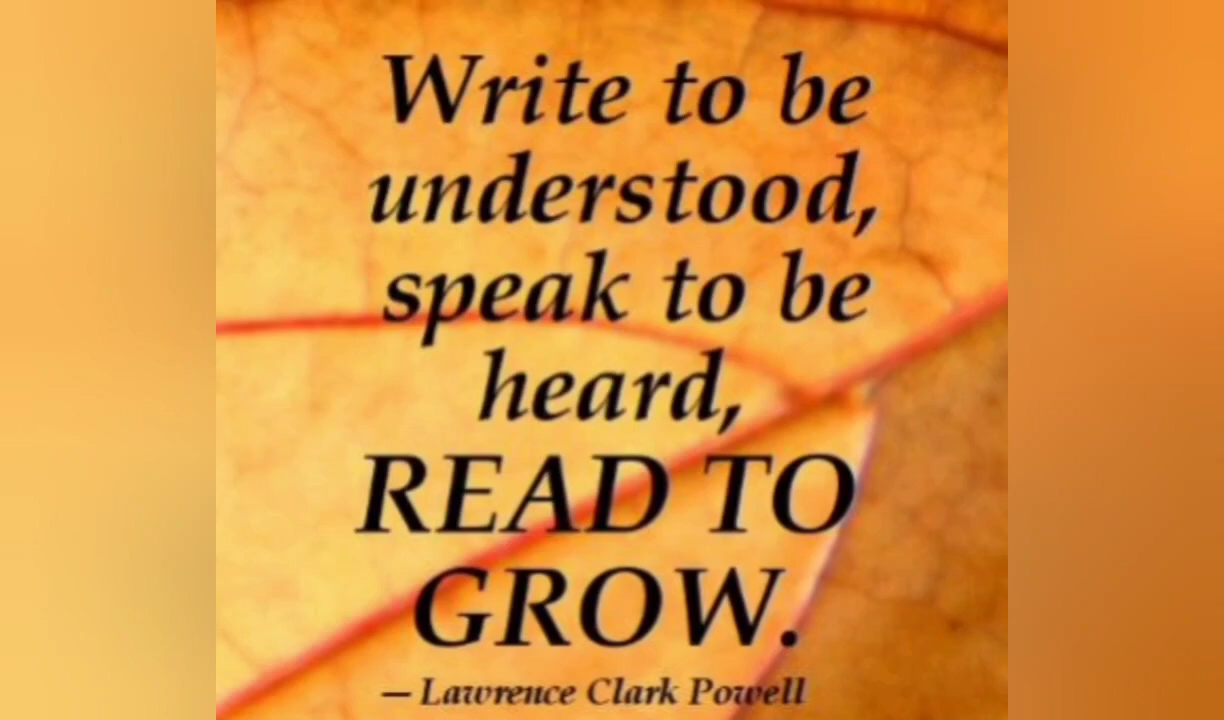 Write to be
understood,
speak to be
heard,
READ TO
GROW.
— Lawrence Clark Powell